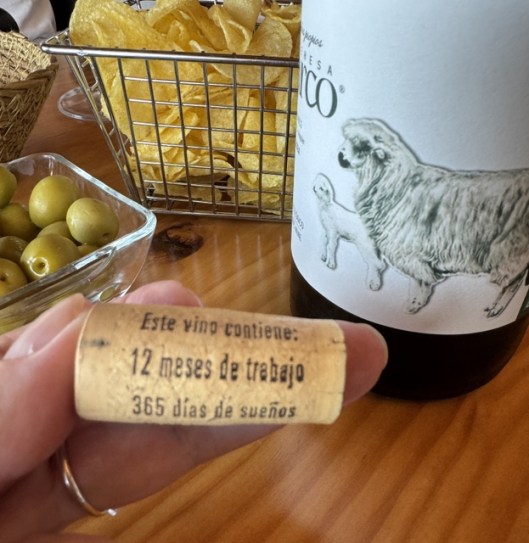 Este vino contiene:
12 meses de trabajo
365 días de sueños